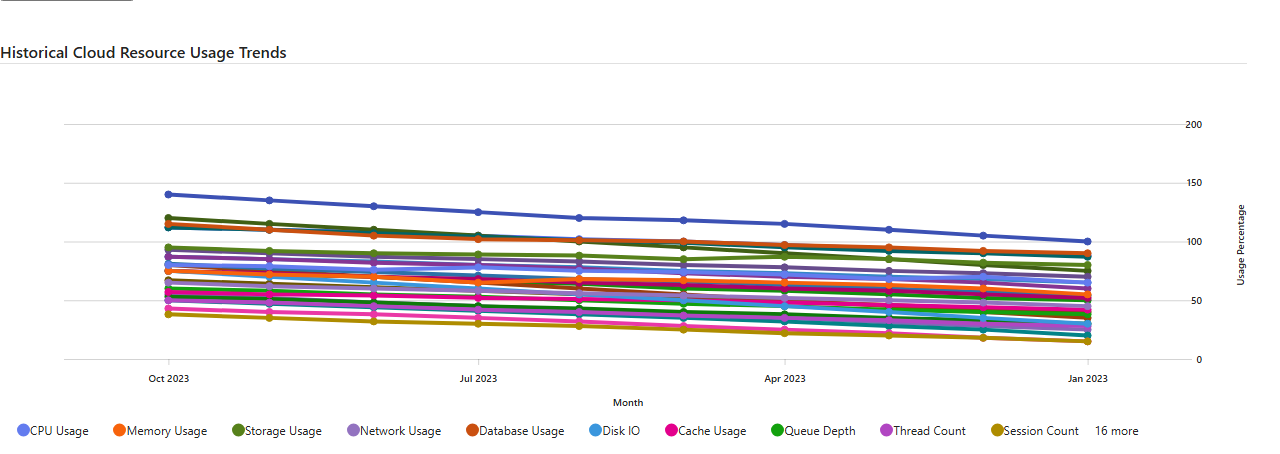 Historical Cloud Resource Usage Trends
200
150
100
50
0
Usage Percentage
Oct 2023 Jul 2023 Apr 2023 Jan 2023
Month
CPU Usage Memory Usage Storage Usage Network Usage Database Usage Disk IO Cache Usage Queue Depth Thread Count Session Count 16 more